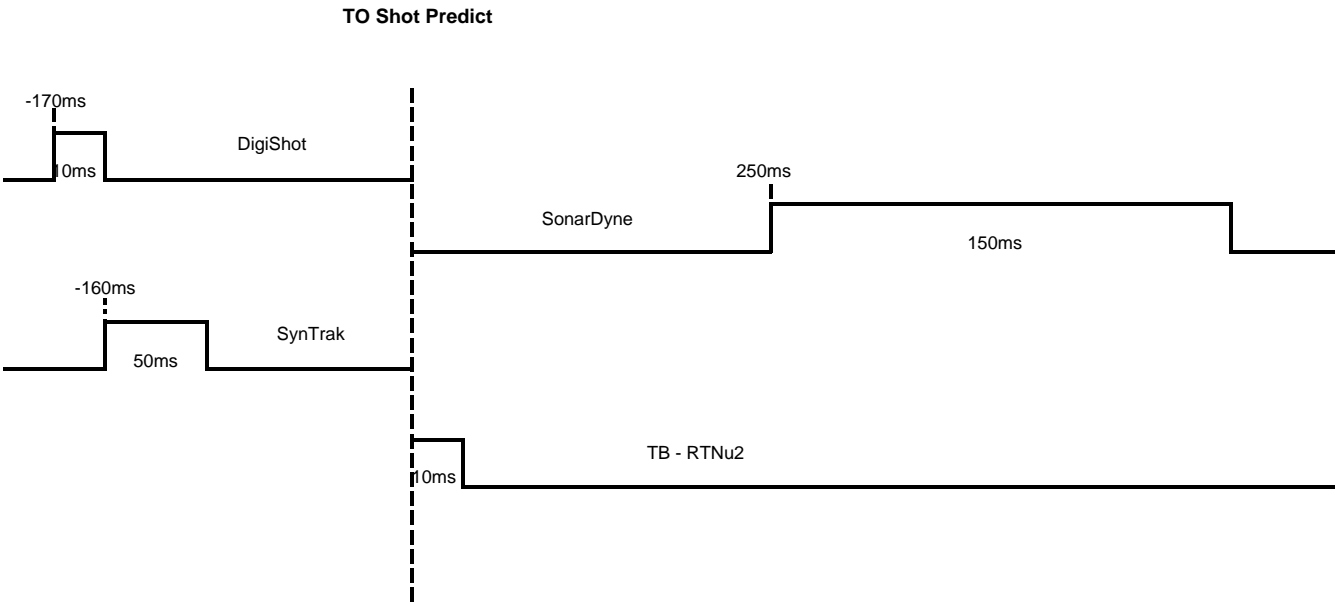 TO Shot Predict
-170ms
DigiShot
10ms
250ms
SonarDyne
150ms
-160ms
SynTrak
50ms
TB - RTNu2
10ms